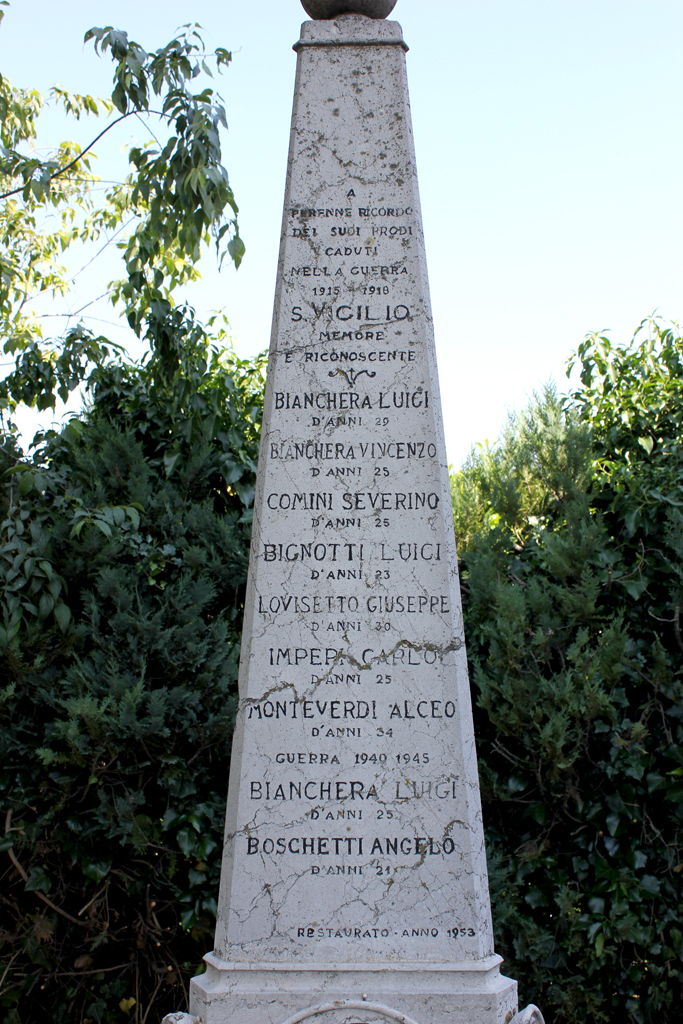 A
PERENNE RICORDO
DEI SUOI PRODI
CADUTI
NELLA GUERRA
1915 - 1918
S. VIGILIO
MEMORE
E RICONOSCENTE
BIANCHERA LUIGI
D'ANNI 29
BIANCHERA VINCENZO
D'ANNI 25
COMINI SEVERINO
D'ANNI 25
BIGNOTTI LUIGI
D'ANNI 23
LOVISETTO GIUSEPPE
D'ANNI 30
IMPERI CARLO
D'ANNI 25
MONTEVERDI ALCEO
D'ANNI 34
GUERRA 1940 1945
BIANCHERA LUIGI
D'ANNI 25
BOSCHETTI ANGELO
D'ANNI 21
RESTAURATO - ANNO 1953